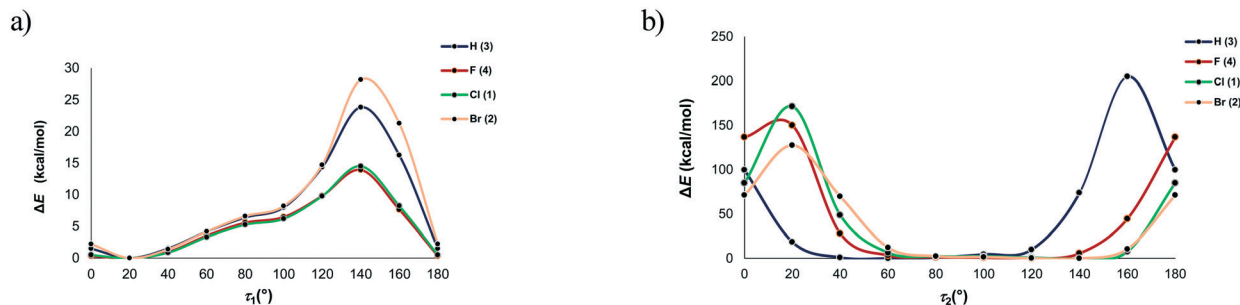 a)
ΔE (kcal/mol)
30
25
20
15
10
5
0
0 20 40 60 80 100 120 140 160 180
τ1(°)
H (3)
F (4)
Cl (1)
Br (2)
b)
ΔE (kcal/mol)
250
200
150
100
50
0
0 20 40 60 80 100 120 140 160 180
τ2(°)
H (3)
F (4)
Cl (1)
Br (2)